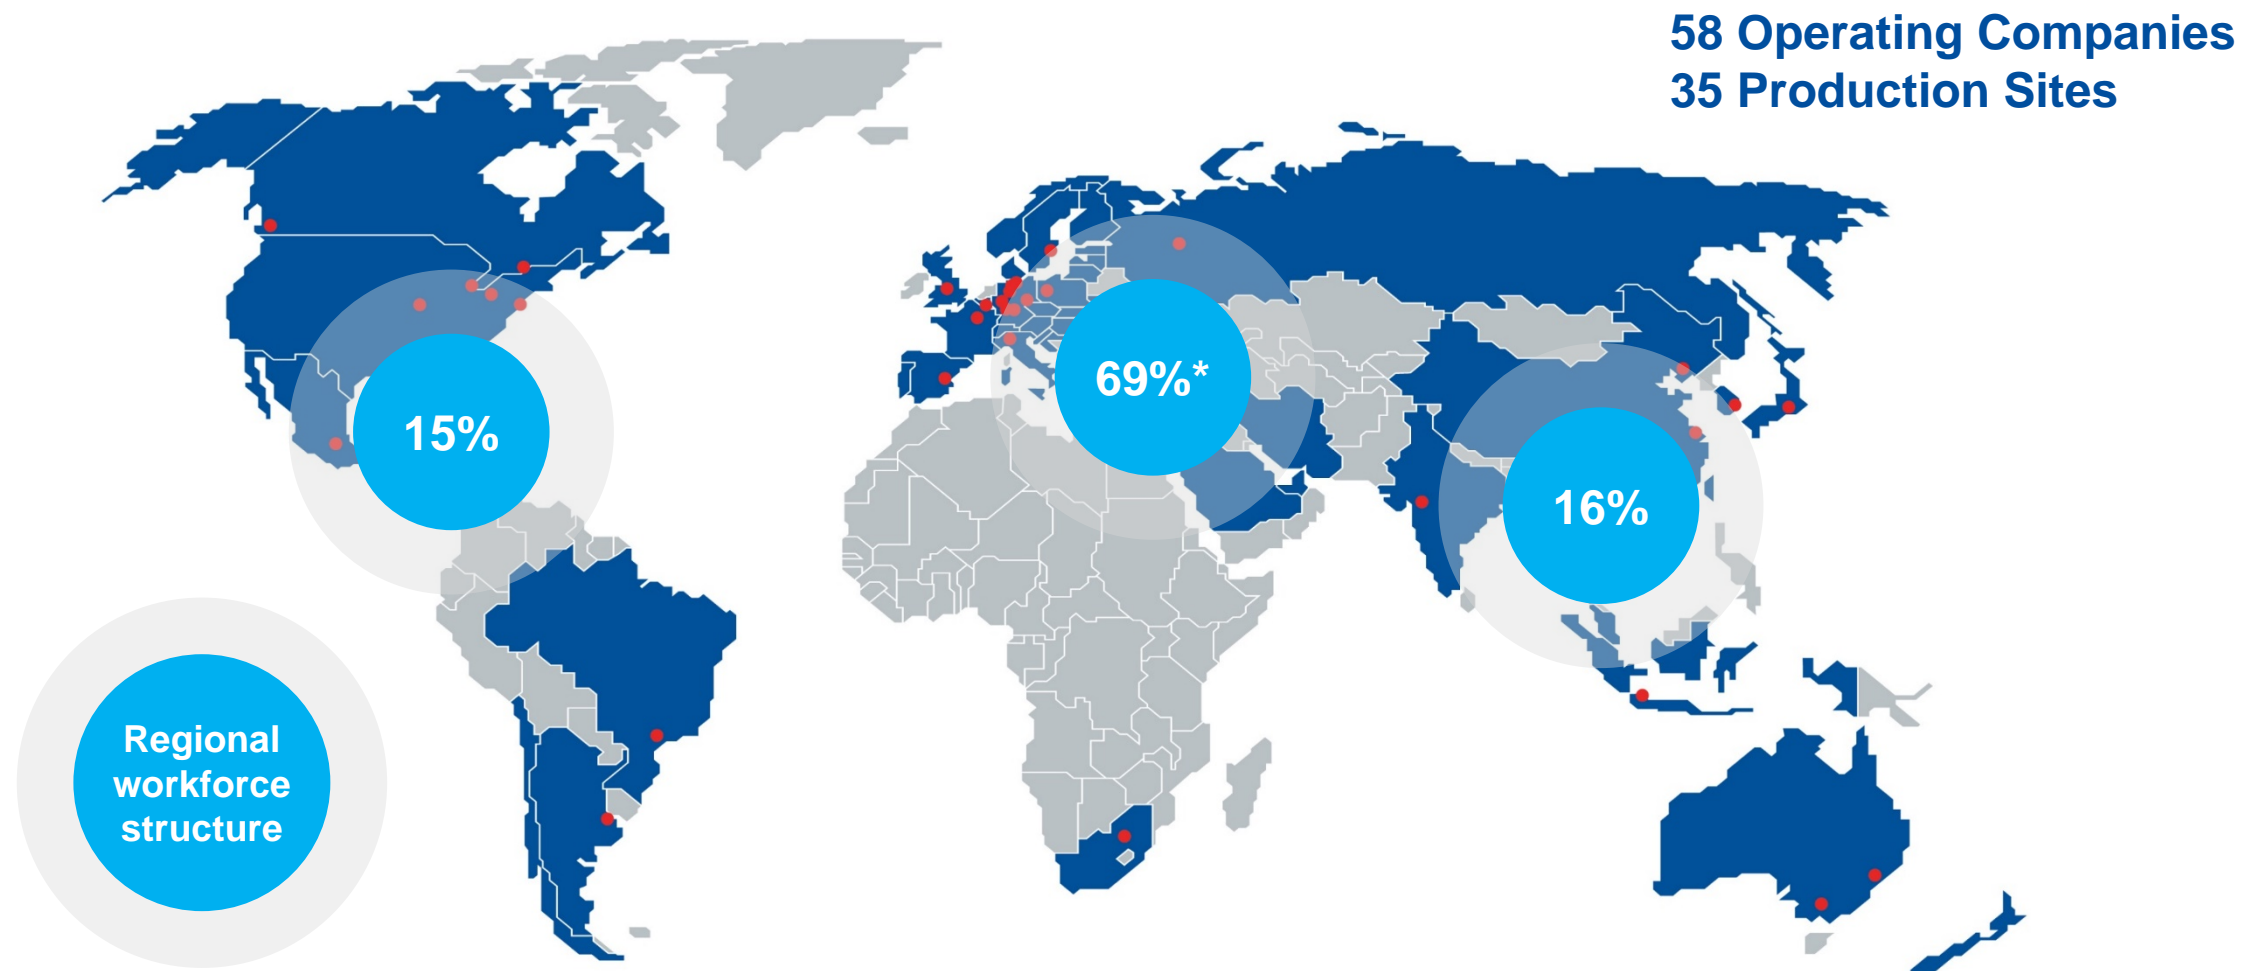 58 Operating Companies
35 Production Sites
69%*
15%
16%
Regional
workforce
structure